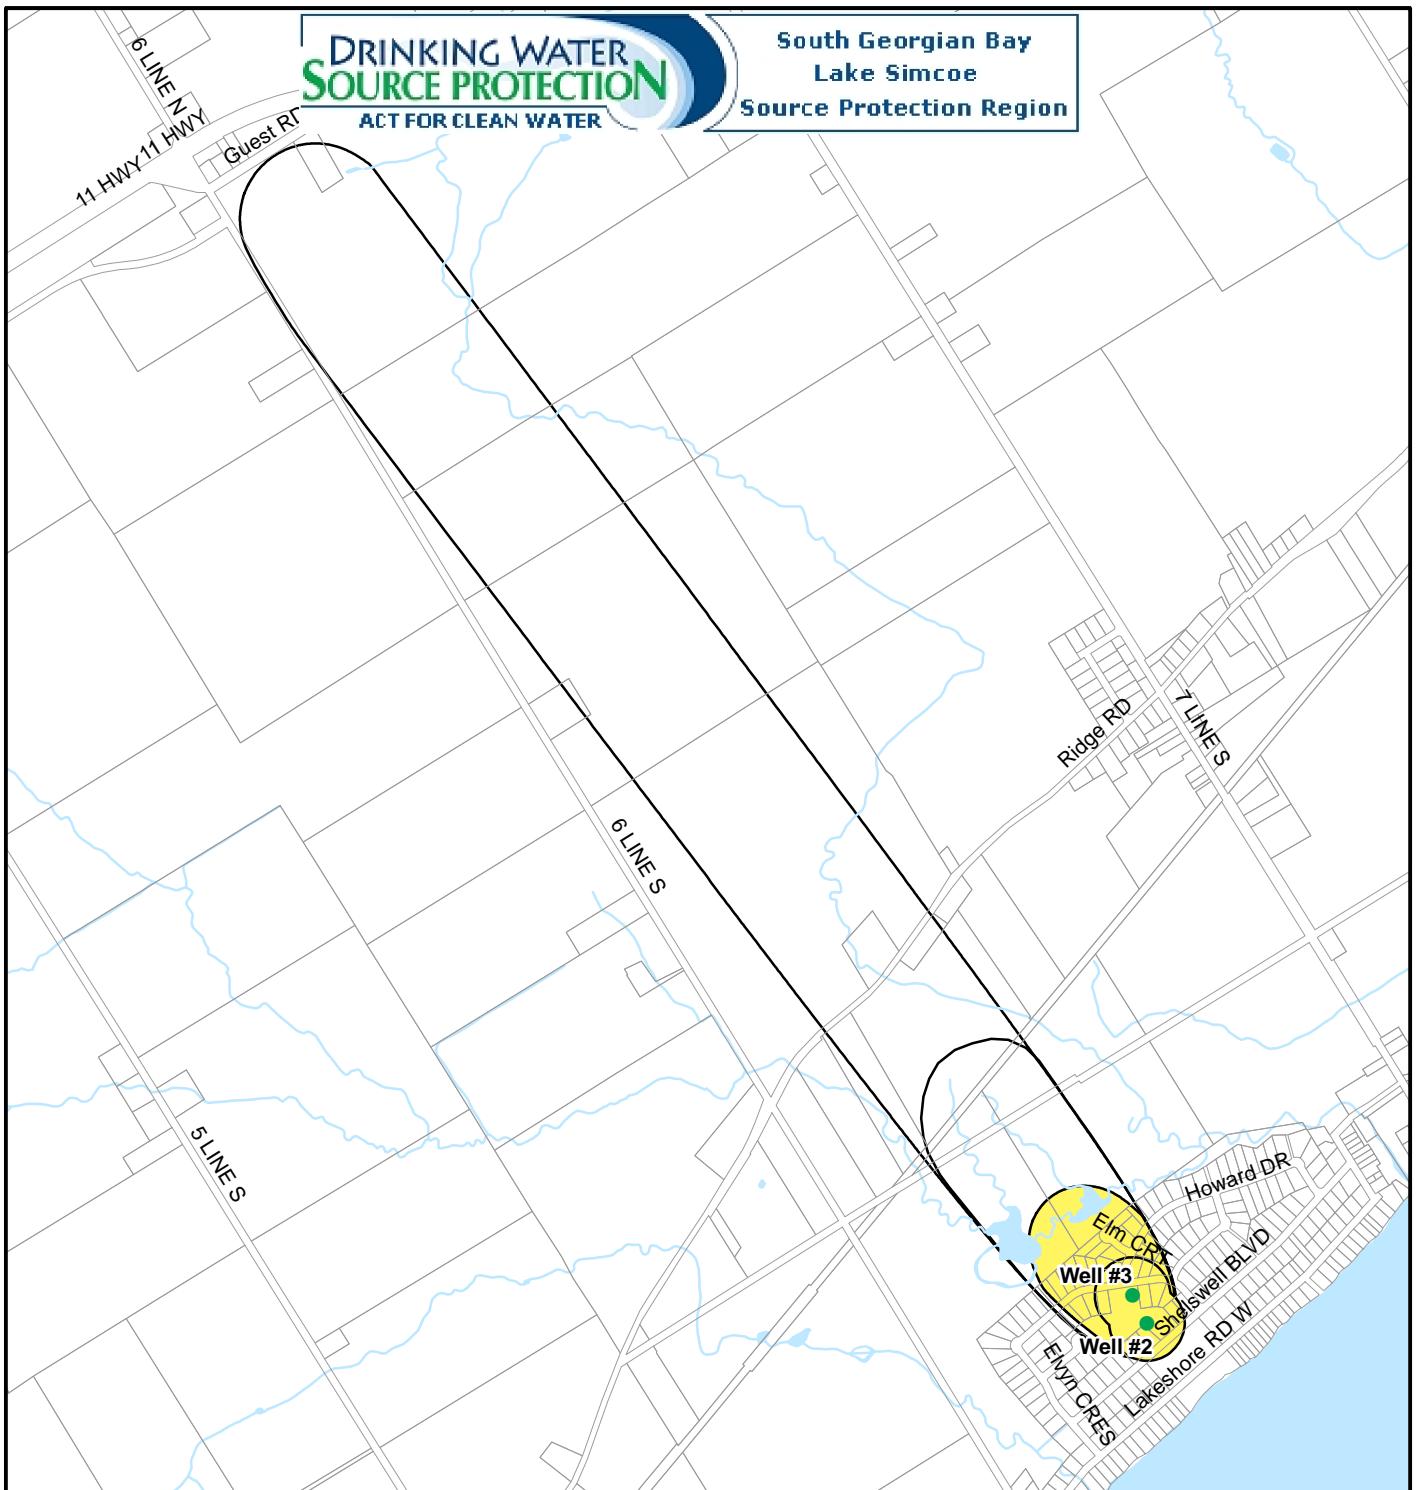 DRINKING WATER
SOURCE PROTECTION
ACT FOR CLEAN WATER
South Georgian Bay
Lake Simcoe
Source Protection Region
6 LINE N
11 HWY
11 HWY
Guest RD
Ridge RD
7 LINE S
6 LINE S
5 LINE S
Howard DR
Elm CRT
Well #3
Shelswell BLVD
Well #2
Lakeshore RD W
Elvyn CRES